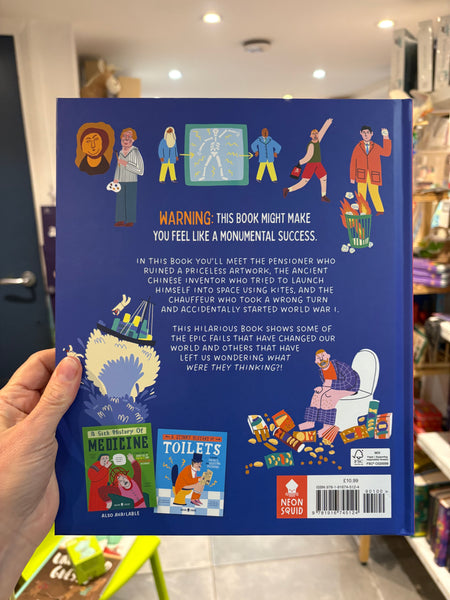 WARNING: THIS BOOK MIGHT MAKE
YOU FEEL LIKE A MONUMENTAL SUCCESS.
IN THIS BOOK YOU'LL MEET THE PENSIONER WHO
RUINED A PRICELESS ARTWORK, THE ANCIENT
CHINESE INVENTOR WHO TRIED TO LAUNCH
HIMSELF INTO SPACE USING KITES, AND THE
CHAUFFEUR WHO TOOK A WRONG TURN
AND ACCIDENTALLY STARTED WORLD WAR I.
THIS HILARIOUS BOOK SHOWS SOME OF
THE EPIC FAILS THAT HAVE CHANGED OUR
WORLD AND OTHERS THAT HAVE
LEFT US WONDERING WHAT
WERE THEY THINKING?!
A Sick History Of
MEDICINE
TOILETS
ALSO AVAILABLE
NEON
SQUID
£10.99
90100
MIX